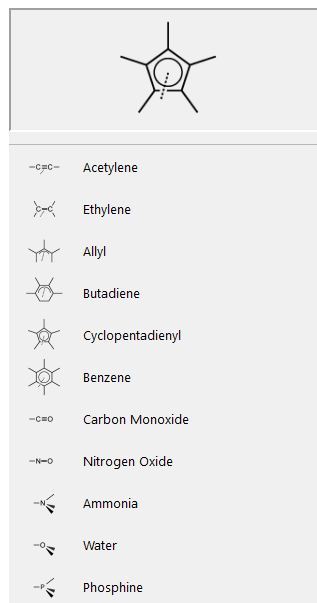 –C≡C– Acetylene
C=C Ethylene
Allyl
Butadiene
Cyclopentadienyl
Benzene
–C≡O Carbon Monoxide
–N–O Nitrogen Oxide
–N Ammonia
–O Water
–P Phosphine